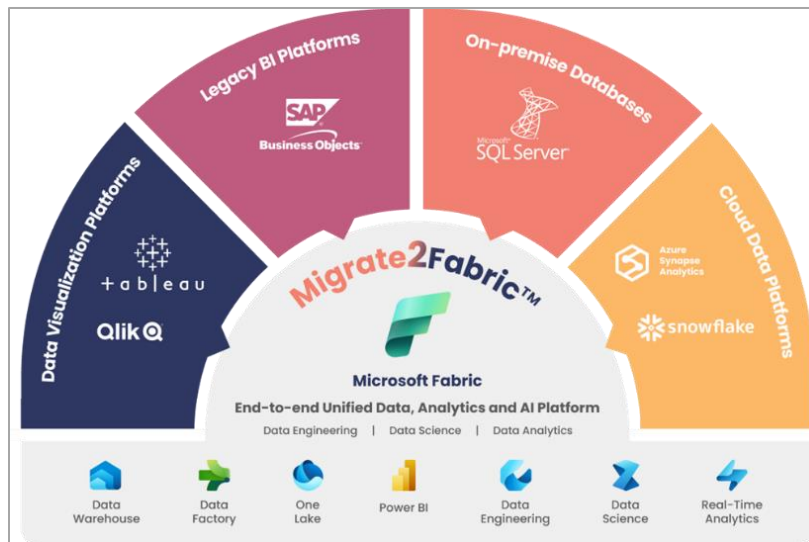 Data Visualization Platforms
tableau
Qlik
Legacy BI Platforms
SAP
Business Objects
On-premise Databases
Microsoft
SQL Server
Cloud Data Platforms
Azure
Synapse
Analytics
snowflake
Migrate2Fabric™
Microsoft Fabric
End-to-end Unified Data, Analytics and AI Platform
Data Engineering | Data Science | Data Analytics
Data
Warehouse
Data
Factory
One
Lake
Power BI
Data
Engineering
Data
Science
Real-Time
Analytics